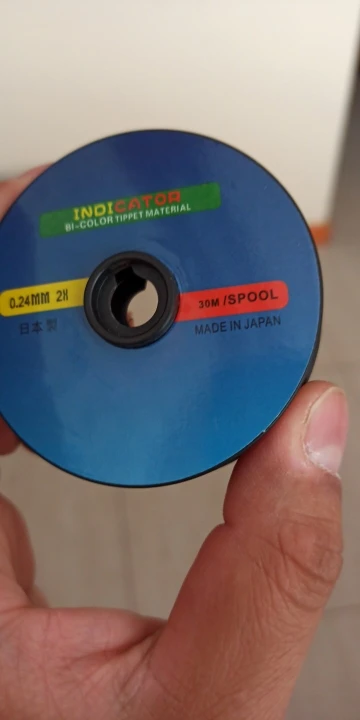 INDICATOR
BI-COLOR TIPPET MATERIAL
0.24MM 2X
30M /SPOOL
日本製
MADE IN JAPAN